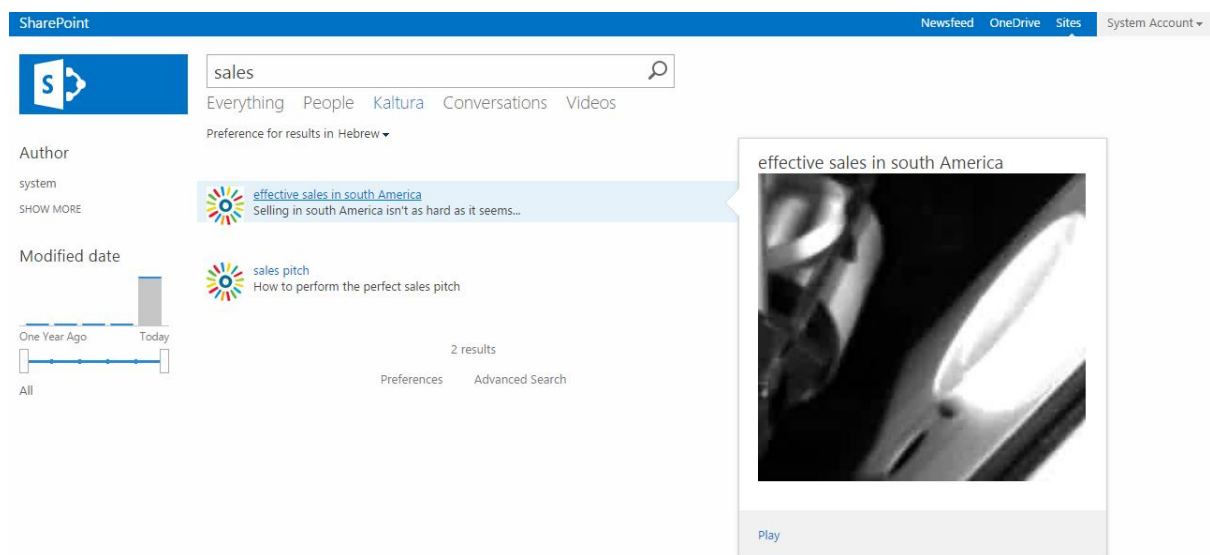 SharePoint
Newsfeed OneDrive Sites System Account
S
sales
Everything People Kaltura Conversations Videos
Preference for results in Hebrew
Author
system
SHOW MORE
Modified date
One Year Ago Today
All
effective sales in south America
Selling in south America isn't as hard as it seems...
sales pitch
How to perform the perfect sales pitch
2 results
Preferences Advanced Search
effective sales in south America
Play